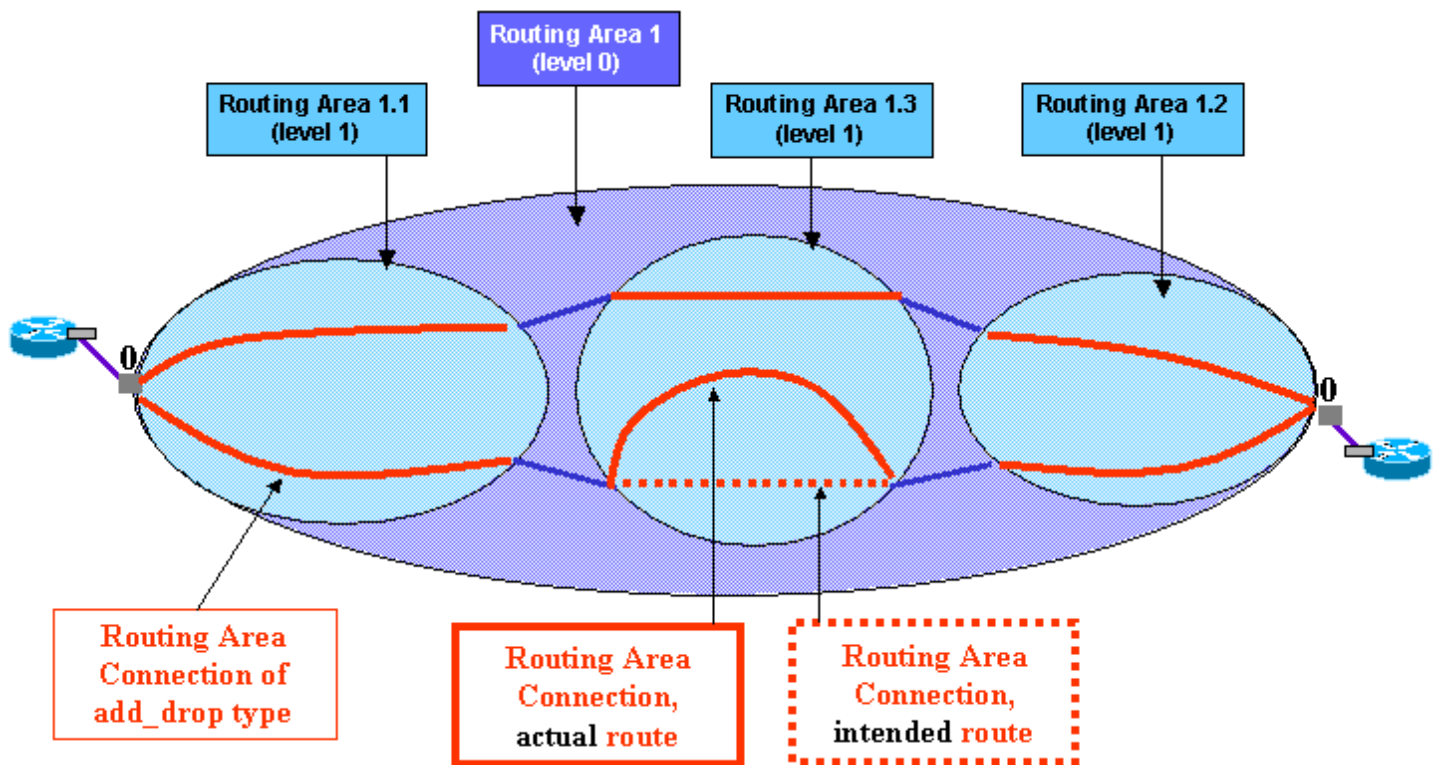 Routing Area 1
(level 0)
Routing Area 1.1
(level 1)
Routing Area 1.3
(level 1)
Routing Area 1.2
(level 1)
0
0
Routing Area
Connection of
add_drop type
Routing Area
Connection,
actual route
Routing Area
Connection,
intended route